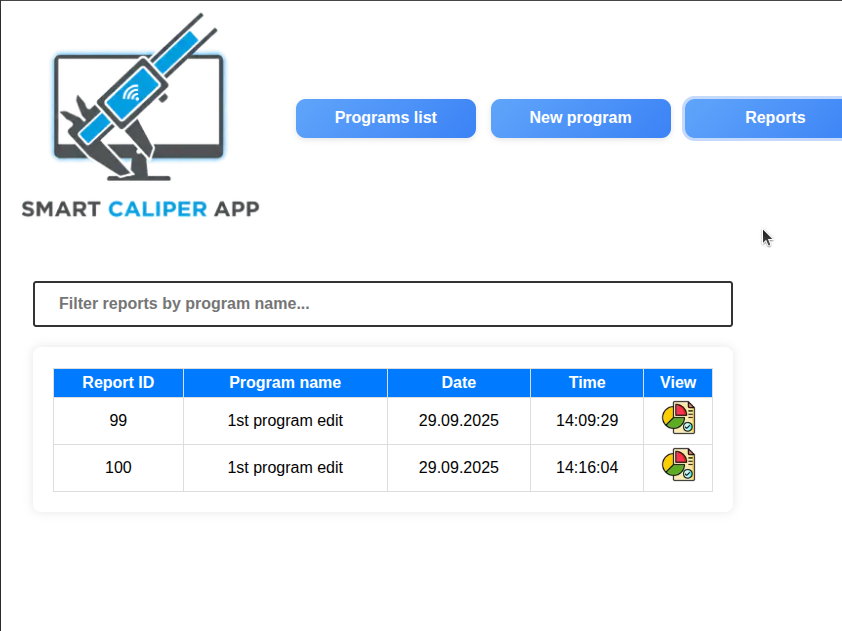 SMART CALIPER APP
Programs list
New program
Reports
Filter reports by program name...
Report ID Program name Date Time View
99 1st program edit 29.09.2025 14:09:29
100 1st program edit 29.09.2025 14:16:04